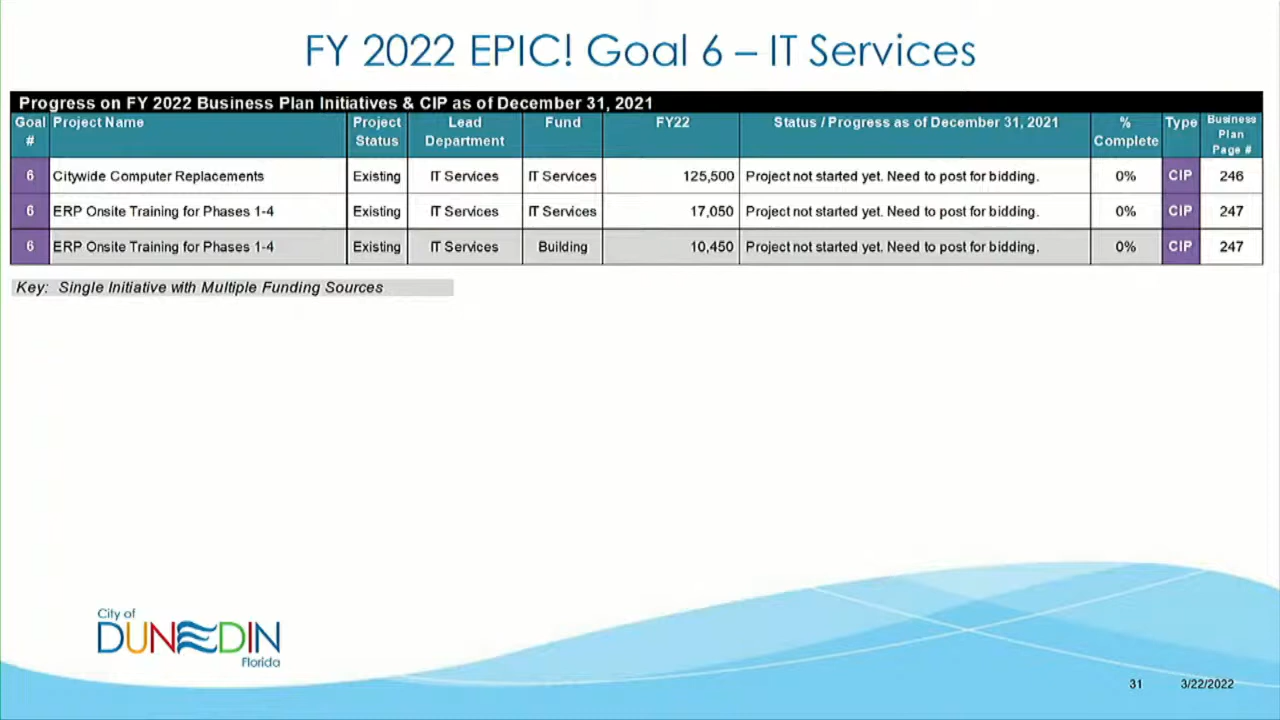 FY 2022 EPIC! Goal 6 – IT Services
Progress on FY 2022 Business Plan Initiatives & CIP as of December 31, 2021
Goal # Project Name Project Status Lead Department Fund FY22 Status / Progress as of December 31, 2021 % Complete Type Business Plan Page #
6 Citywide Computer Replacements Existing IT Services IT Services 125,500 Project not started yet. Need to post for bidding. 0% CIP 246
6 ERP Onsite Training for Phases 1-4 Existing IT Services IT Services 17,050 Project not started yet. Need to post for bidding. 0% CIP 247
6 ERP Onsite Training for Phases 1-4 Existing IT Services Building 10,450 Project not started yet. Need to post for bidding. 0% CIP 247
Key: Single Initiative with Multiple Funding Sources
City of
DUNEDIN
Florida
31 3/22/2022